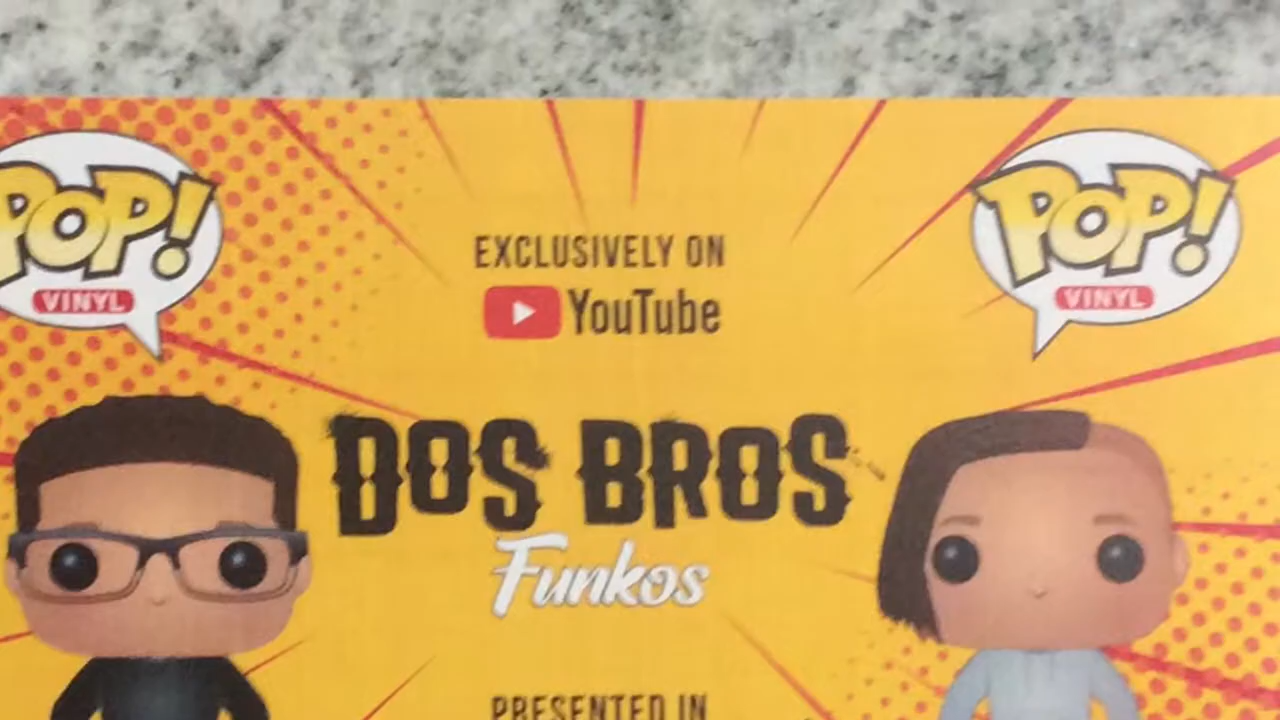 POP!
VINYL
POP!
VINYL
EXCLUSIVELY ON
YouTube
DOS BROS
Funkos
PRESENTED IN